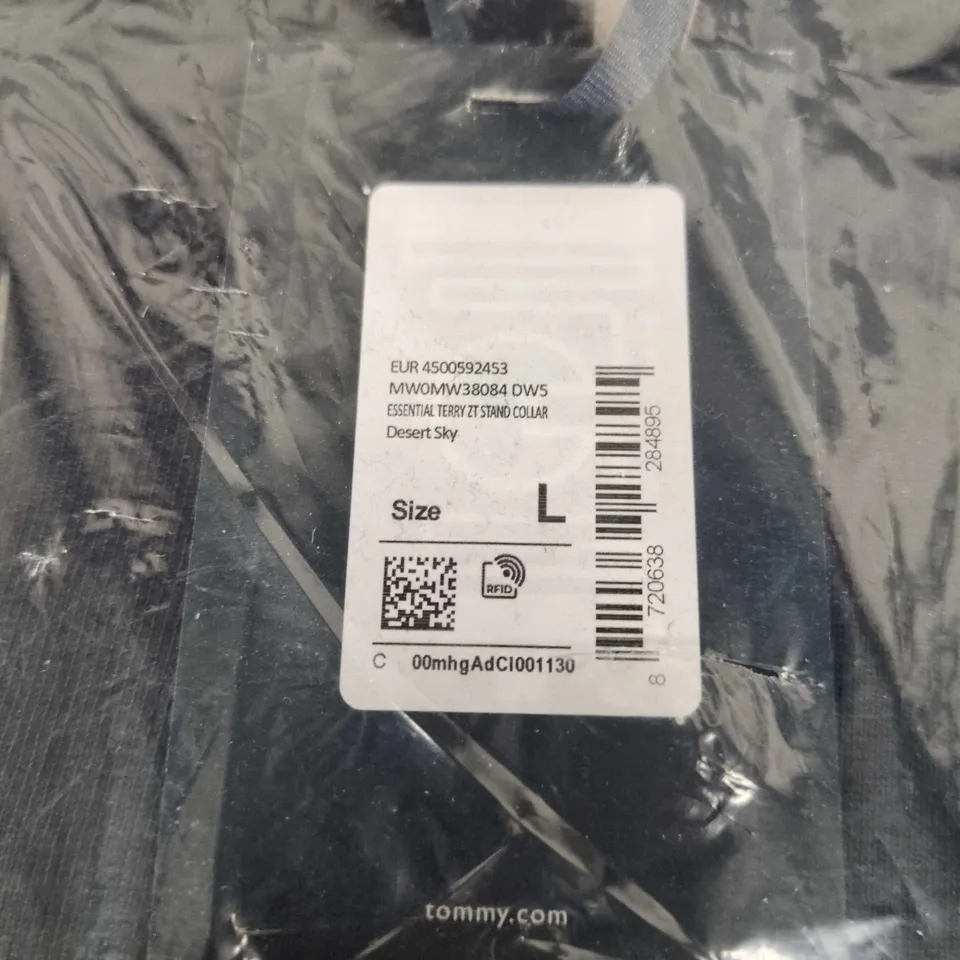 EUR 4500592453
MW0MW38084 DW5
ESSENTIAL TERRY ZT STAND COLLAR
Desert Sky
Size L
RFID
C 00mhgAdCI001130
8 720638 284895
tommy.com